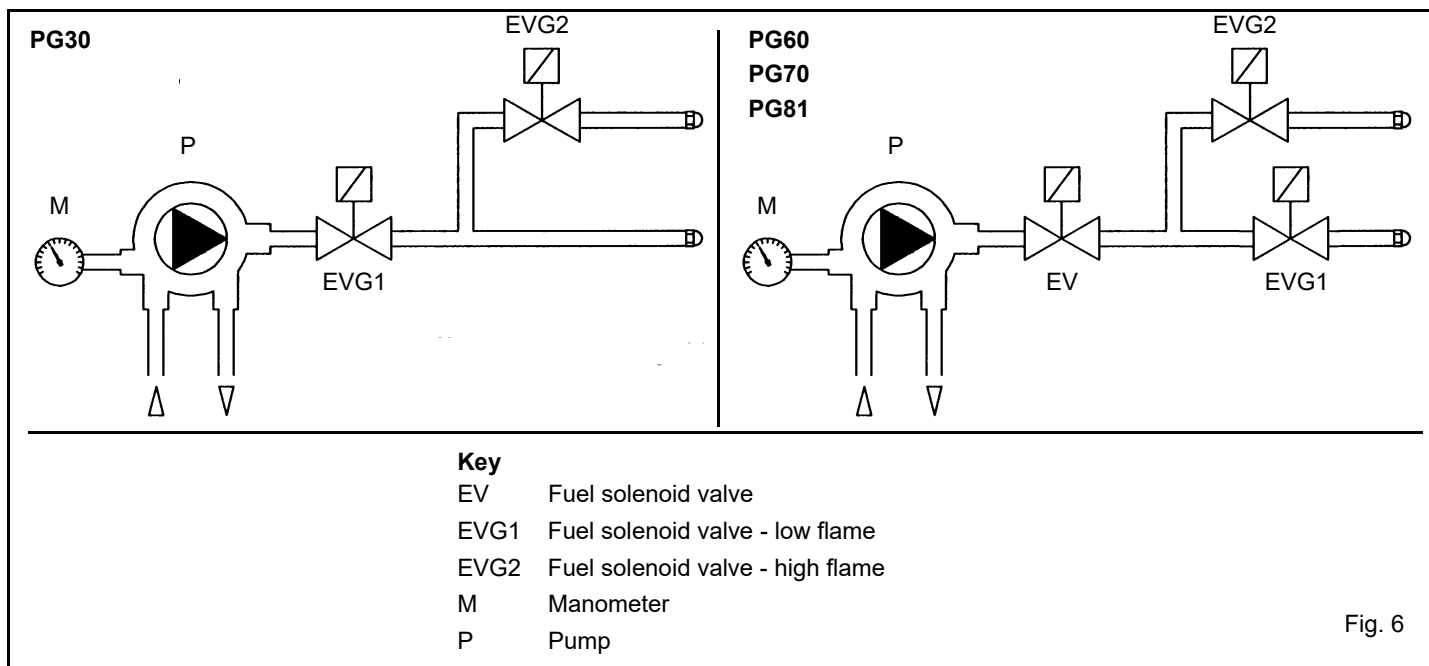 PG30
EVG2
P
M
EVG1
PG60
PG70
PG81
EVG2
P
M
EV
EVG1
Key
EV Fuel solenoid valve
EVG1 Fuel solenoid valve - low flame
EVG2 Fuel solenoid valve - high flame
M Manometer
P Pump
Fig. 6